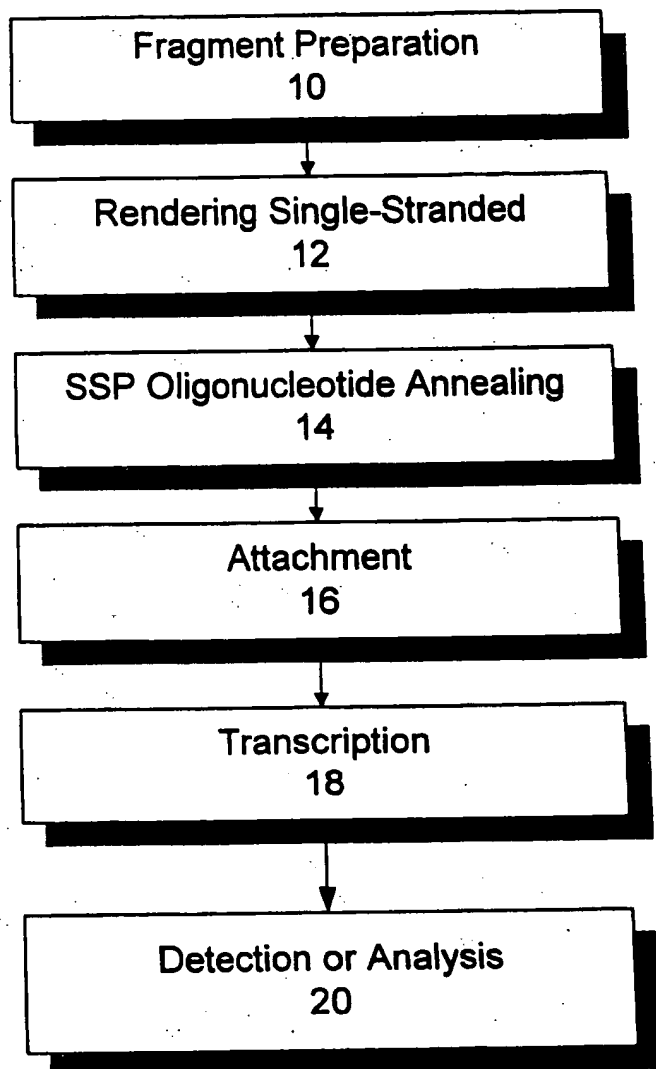 Fragment Preparation
10
Rendering Single-Stranded
12
SSP Oligonucleotide Annealing
14
Attachment
16
Transcription
18
Detection or Analysis
20